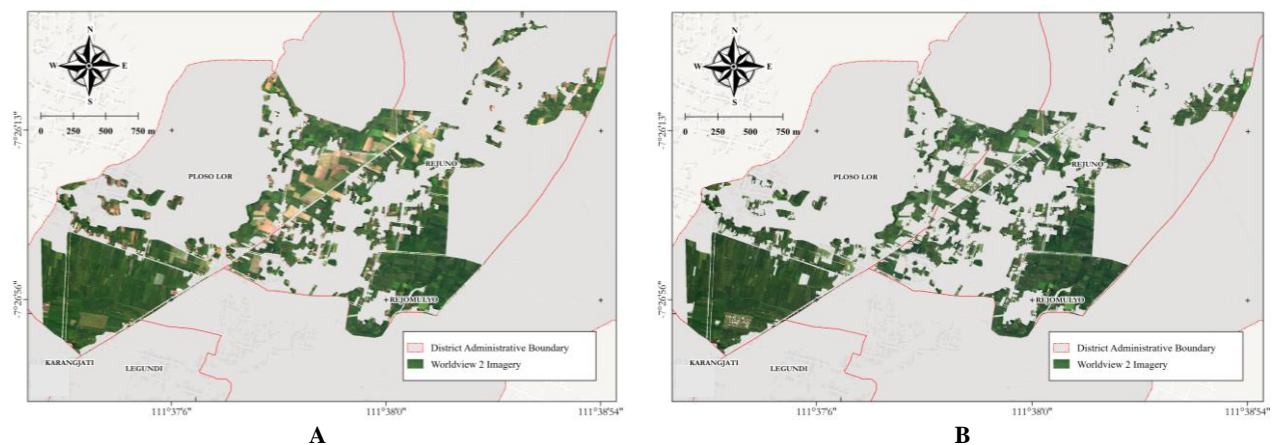 N
W E
S
0 250 500 750 m
-7°26'13"
-7°26'56"
PLOSO LOR
REJUNO
REJOMULYO
KARANGJATI
LEGUNDI
District Administrative Boundary
Worldview 2 Imagery
111°37'6"
111°38'0"
111°38'54"
A
N
W E
S
0 250 500 750 m
-7°26'13"
-7°26'56"
PLOSO LOR
REJUNO
REJOMULYO
KARANGJATI
LEGUNDI
District Administrative Boundary
Worldview 2 Imagery
111°37'6"
111°38'0"
111°38'54"
B